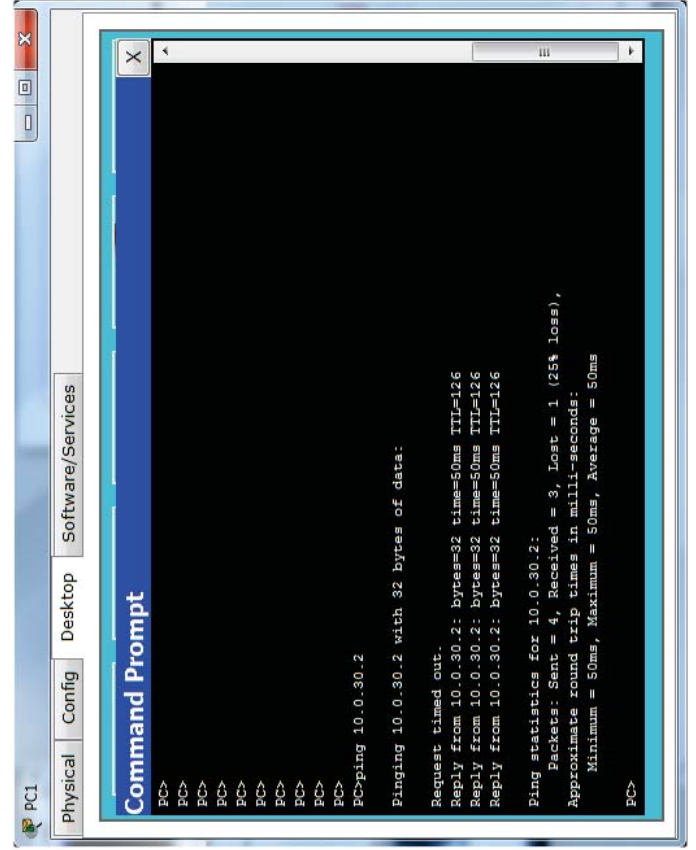 PC1
Physical Config Desktop Software/Services
Command Prompt
X
PC>
PC>
PC>
PC>
PC>
PC>
PC>
PC>
PC>
PC>
PC>ping 10.0.30.2
Pinging 10.0.30.2 with 32 bytes of data:
Request timed out.
Reply from 10.0.30.2: bytes=32 time=50ms TTL=126
Reply from 10.0.30.2: bytes=32 time=50ms TTL=126
Reply from 10.0.30.2: bytes=32 time=50ms TTL=126
Ping statistics for 10.0.30.2:
Packets: Sent = 4, Received = 3, Lost = 1 (25% loss),
Approximate round trip times in milli-seconds:
Minimum = 50ms, Maximum = 50ms, Average = 50ms
PC>